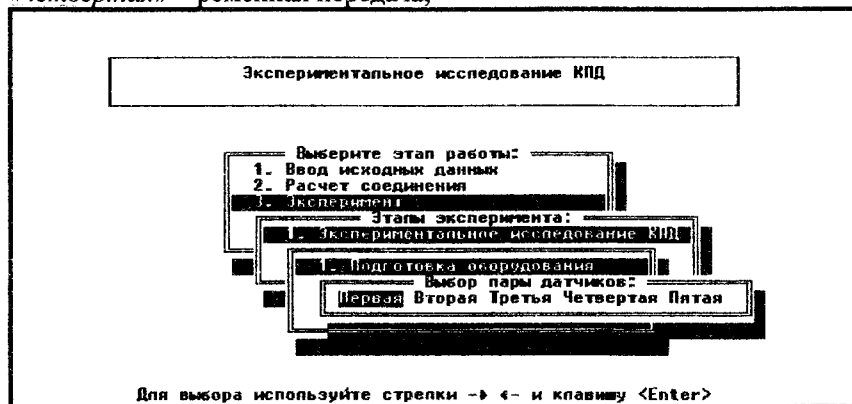 «четвертая» – ременная передача;
Экспериментальное исследование КПД
Выберите этап работы:
1. Ввод исходных данных
2. Расчет соединения
3. Эксперимент
Этапы эксперимента:
1. Экспериментальное исследование КПД
1. Подготовка оборудования
Выбор пары датчиков:
Первая Вторая Третья Четвертая Пятая
Для выбора используйте стрелки -► ◄- и клавишу <Enter>